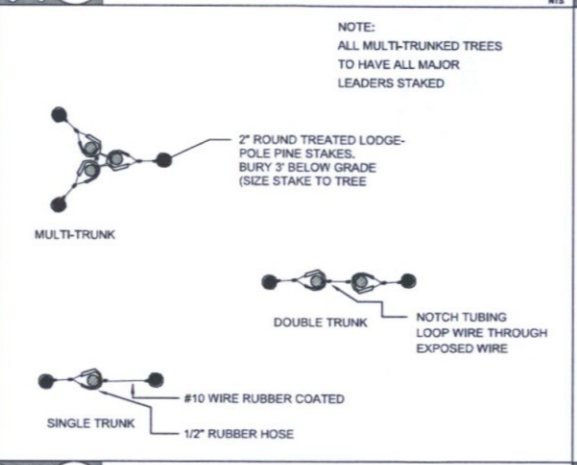 NTS
NOTE:
ALL MULTI-TRUNKED TREES
TO HAVE ALL MAJOR
LEADERS STAKED
2" ROUND TREATED LODGE-
POLE PINE STAKES.
BURY 3' BELOW GRADE
(SIZE STAKE TO TREE
MULTI-TRUNK
DOUBLE TRUNK
NOTCH TUBING
LOOP WIRE THROUGH
EXPOSED WIRE
#10 WIRE RUBBER COATED
SINGLE TRUNK
1/2" RUBBER HOSE